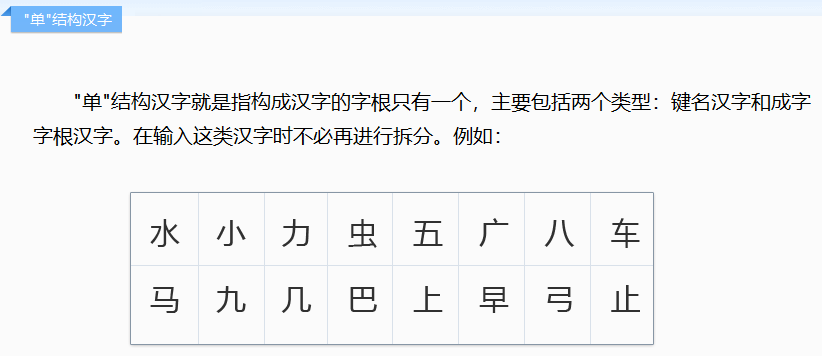 "单"结构汉字
"单"结构汉字就是指构成汉字的字根只有一个，主要包括两个类型：键名汉字和成字
字根汉字。在输入这类汉字时不必再进行拆分。例如：
水 小 力 虫 五 广 八 车
马 九 几 巴 上 早 弓 止